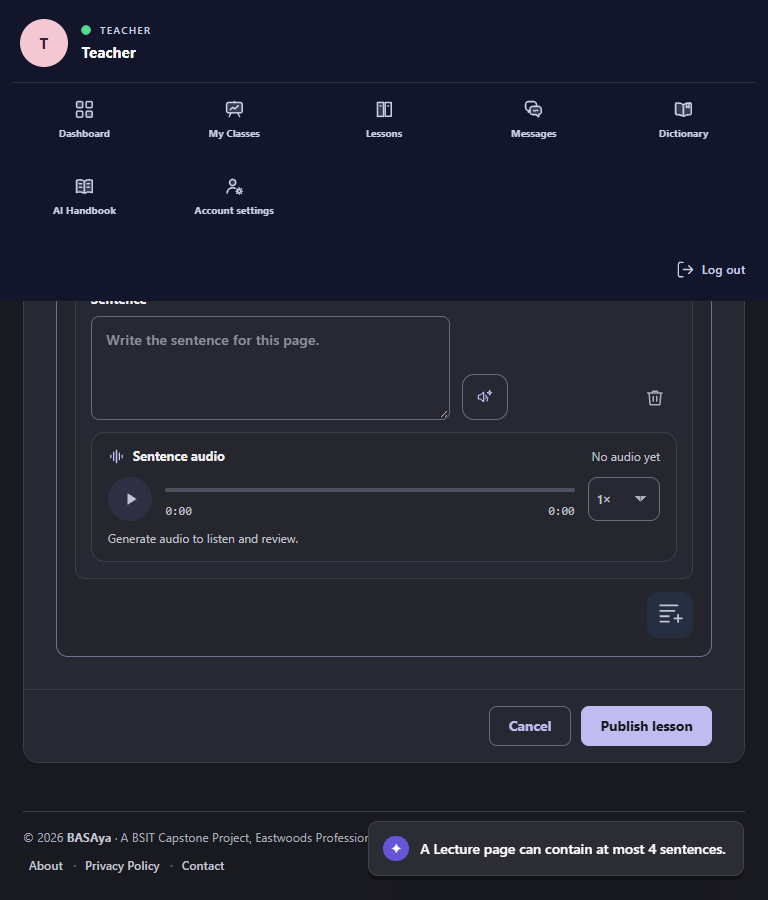 T
TEACHER
Teacher
Dashboard
My Classes
Lessons
Messages
Dictionary
AI Handbook
Account settings
Log out
Sentence
Write the sentence for this page.
Sentence audio
No audio yet
1×
0:00
0:00
Generate audio to listen and review.
Cancel
Publish lesson
© 2026 BASAya · A BSIT Capstone Project, Eastwoods Profession
A Lecture page can contain at most 4 sentences.
About · Privacy Policy · Contact